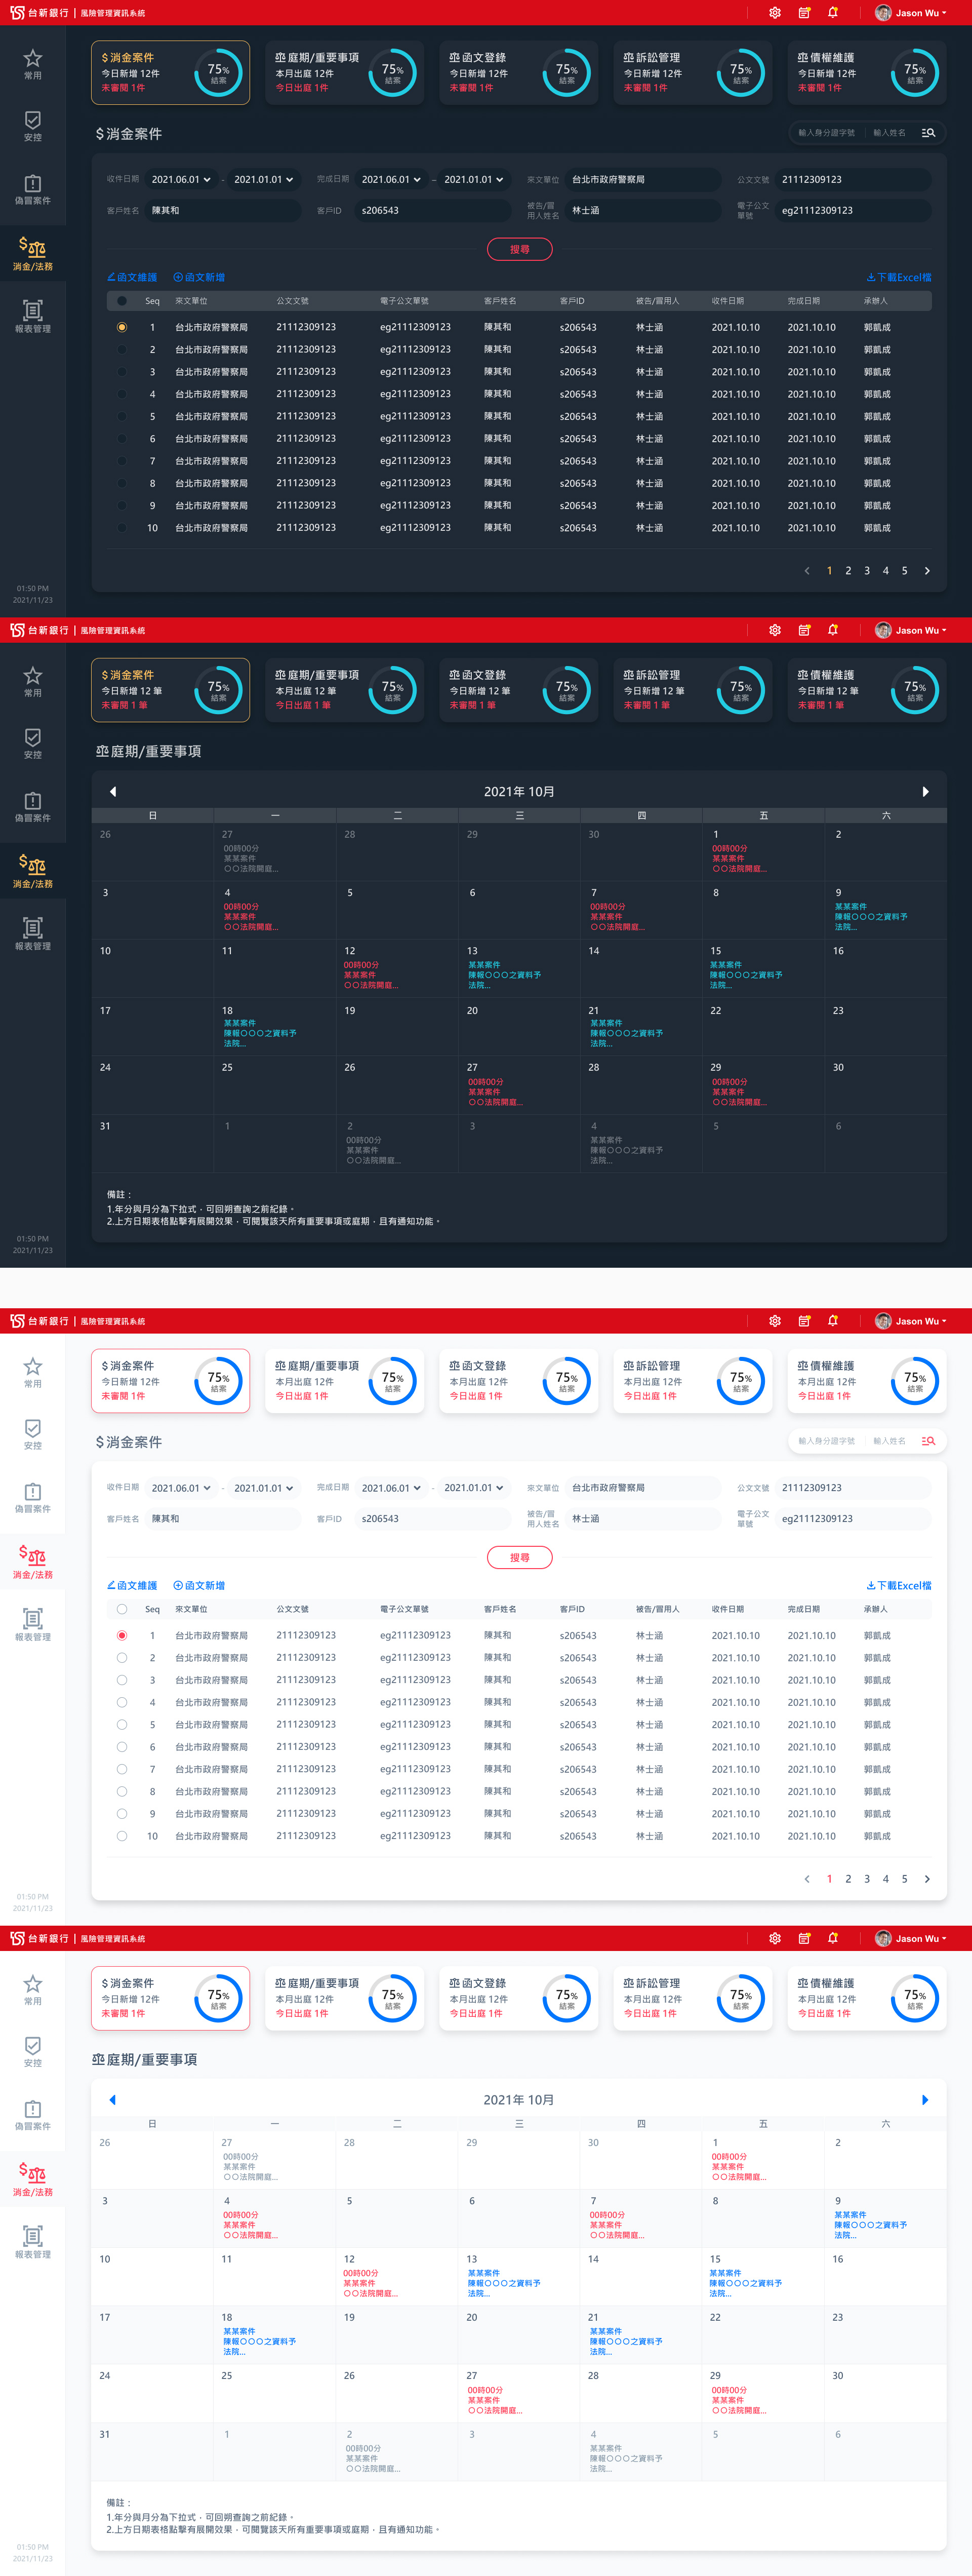 台新銀行 | 風險管理資訊系統 Jason Wu
常用
安控
偽冒案件
消金/法務
報表管理
01:50 PM
2021/11/23
消金案件
今日新增 12件
未審閱 1件
75%
結案
庭期/重要事項
本月出庭 12件
今日出庭 1件
75%
結案
函文登錄
今日新增 12件
未審閱 1件
75%
結案
訴訟管理
今日新增 12件
未審閱 1件
75%
結案
債權維護
今日新增 12件
未審閱 1件
75%
結案
$消金案件
輸入身分證字號 輸入姓名
收件日期 2021.06.01 - 2021.01.01 完成日期 2021.06.01 – 2021.01.01 來文單位 台北市政府警察局 公文文號 21112309123
客戶姓名 陳其和 客戶ID s206543 被告/冒用人姓名 林士涵 電子公文單號 eg21112309123
搜尋
函文維護 函文新增 下載Excel檔
Seq 來文單位 公文文號 電子公文單號 客戶姓名 客戶ID 被告/冒用人 收件日期 完成日期 承辦人
1 台北市政府警察局 21112309123 eg21112309123 陳其和 s206543 林士涵 2021.10.10 2021.10.10 郭凱成
2 台北市政府警察局 21112309123 eg21112309123 陳其和 s206543 林士涵 2021.10.10 2021.10.10 郭凱成
3 台北市政府警察局 21112309123 eg21112309123 陳其和 s206543 林士涵 2021.10.10 2021.10.10 郭凱成
4 台北市政府警察局 21112309123 eg21112309123 陳其和 s206543 林士涵 2021.10.10 2021.10.10 郭凱成
5 台北市政府警察局 21112309123 eg21112309123 陳其和 s206543 林士涵 2021.10.10 2021.10.10 郭凱成
6 台北市政府警察局 21112309123 eg21112309123 陳其和 s206543 林士涵 2021.10.10 2021.10.10 郭凱成
7 台北市政府警察局 21112309123 eg21112309123 陳其和 s206543 林士涵 2021.10.10 2021.10.10 郭凱成
8 台北市政府警察局 21112309123 eg21112309123 陳其和 s206543 林士涵 2021.10.10 2021.10.10 郭凱成
9 台北市政府警察局 21112309123 eg21112309123 陳其和 s206543 林士涵 2021.10.10 2021.10.10 郭凱成
10 台北市政府警察局 21112309123 eg21112309123 陳其和 s206543 林士涵 2021.10.10 2021.10.10 郭凱成
1 2 3 4 5
台新銀行 | 風險管理資訊系統 Jason Wu
常用
安控
偽冒案件
消金/法務
報表管理
01:50 PM
2021/11/23
$消金案件
今日新增 12 筆
未審閱 1 筆
75%
結案
庭期/重要事項
本月出庭 12 筆
今日出庭 1 筆
75%
結案
函文登錄
今日新增 12 筆
未審閱 1 筆
75%
結案
訴訟管理
今日新增 12 筆
未審閱 1 筆
75%
結案
債權維護
今日新增 12 筆
未審閱 1 筆
75%
結案
庭期/重要事項
2021年 10月
日 一 二 三 四 五 六
26 27 28 29 30 1 2
00時00分 00時00分
某某案件 某某案件
〇〇法院開庭... 〇〇法院開庭...
3 4 5 6 7 8 9
00時00分 00時00分 某某案件
某某案件 某某案件 陳報〇〇〇之資料予
〇〇法院開庭... 〇〇法院開庭... 法院...
10 11 12 13 14 15 16
00時00分 某某案件 某某案件
某某案件 陳報〇〇〇之資料予 陳報〇〇〇之資料予
〇〇法院開庭... 法院... 法院...
17 18 19 20 21 22 23
某某案件 某某案件
陳報〇〇〇之資料予 陳報〇〇〇之資料予
法院... 法院...
24 25 26 27 28 29 30
00時00分 00時00分
某某案件 某某案件
〇〇法院開庭... 〇〇法院開庭...
31 1 2 3 4 5 6
00時00分 某某案件
某某案件 陳報〇〇〇之資料予
〇〇法院開庭... 法院...
備註：
1.年分與月分為下拉式，可回朔查詢之前紀錄。
2.上方日期表格點擊有展開效果，可閱覽該天所有重要事項或庭期，且有通知功能。
台新銀行 | 風險管理資訊系統 Jason Wu
常用
安控
偽冒案件
消金/法務
報表管理
01:50 PM
2021/11/23
$消金案件
今日新增 12件
未審閱 1件
75%
結案
庭期/重要事項
本月出庭 12件
今日出庭 1件
75%
結案
函文登錄
本月出庭 12件
今日出庭 1件
75%
結案
訴訟管理
本月出庭 12件
今日出庭 1件
75%
結案
債權維護
本月出庭 12件
今日出庭 1件
75%
結案
$消金案件
輸入身分證字號 輸入姓名
收件日期 2021.06.01 - 2021.01.01 完成日期 2021.06.01 - 2021.01.01 來文單位 台北市政府警察局 公文文號 21112309123
客戶姓名 陳其和 客戶ID s206543 被告/冒用人姓名 林士涵 電子公文單號 eg21112309123
搜尋
函文維護 函文新增 下載Excel檔
Seq 來文單位 公文文號 電子公文單號 客戶姓名 客戶ID 被告/冒用人 收件日期 完成日期 承辦人
1 台北市政府警察局 21112309123 eg21112309123 陳其和 s206543 林士涵 2021.10.10 2021.10.10 郭凱成
2 台北市政府警察局 21112309123 eg21112309123 陳其和 s206543 林士涵 2021.10.10 2021.10.10 郭凱成
3 台北市政府警察局 21112309123 eg21112309123 陳其和 s206543 林士涵 2021.10.10 2021.10.10 郭凱成
4 台北市政府警察局 21112309123 eg21112309123 陳其和 s206543 林士涵 2021.10.10 2021.10.10 郭凱成
5 台北市政府警察局 21112309123 eg21112309123 陳其和 s206543 林士涵 2021.10.10 2021.10.10 郭凱成
6 台北市政府警察局 21112309123 eg21112309123 陳其和 s206543 林士涵 2021.10.10 2021.10.10 郭凱成
7 台北市政府警察局 21112309123 eg21112309123 陳其和 s206543 林士涵 2021.10.10 2021.10.10 郭凱成
8 台北市政府警察局 21112309123 eg21112309123 陳其和 s206543 林士涵 2021.10.10 2021.10.10 郭凱成
9 台北市政府警察局 21112309123 eg21112309123 陳其和 s206543 林士涵 2021.10.10 2021.10.10 郭凱成
10 台北市政府警察局 21112309123 eg21112309123 陳其和 s206543 林士涵 2021.10.10 2021.10.10 郭凱成
1 2 3 4 5
台新銀行 | 風險管理資訊系統 Jason Wu
常用
安控
偽冒案件
消金/法務
報表管理
01:50 PM
2021/11/23
$消金案件
今日新增 12件
未審閱 1件
75%
結案
庭期/重要事項
本月出庭 12件
今日出庭 1件
75%
結案
函文登錄
本月出庭 12件
今日出庭 1件
75%
結案
訴訟管理
本月出庭 12件
今日出庭 1件
75%
結案
債權維護
本月出庭 12件
今日出庭 1件
75%
結案
庭期/重要事項
2021年 10月
日 一 二 三 四 五 六
26 27 28 29 30 1 2
00時00分 00時00分
某某案件 某某案件
〇〇法院開庭... 〇〇法院開庭...
3 4 5 6 7 8 9
00時00分 00時00分 某某案件
某某案件 某某案件 陳報〇〇〇之資料予
〇〇法院開庭... 〇〇法院開庭... 法院...
10 11 12 13 14 15 16
00時00分 某某案件 某某案件
某某案件 陳報〇〇〇之資料予 陳報〇〇〇之資料予
〇〇法院開庭... 法院... 法院...
17 18 19 20 21 22 23
某某案件 某某案件
陳報〇〇〇之資料予 陳報〇〇〇之資料予
法院... 法院...
24 25 26 27 28 29 30
00時00分 00時00分
某某案件 某某案件
〇〇法院開庭... 〇〇法院開庭...
31 1 2 3 4 5 6
00時00分 某某案件
某某案件 陳報〇〇〇之資料予
〇〇法院開庭... 法院...
備註：
1.年分與月分為下拉式，可回朔查詢之前紀錄。
2.上方日期表格點擊有展開效果，可閱覽該天所有重要事項或庭期，且有通知功能。